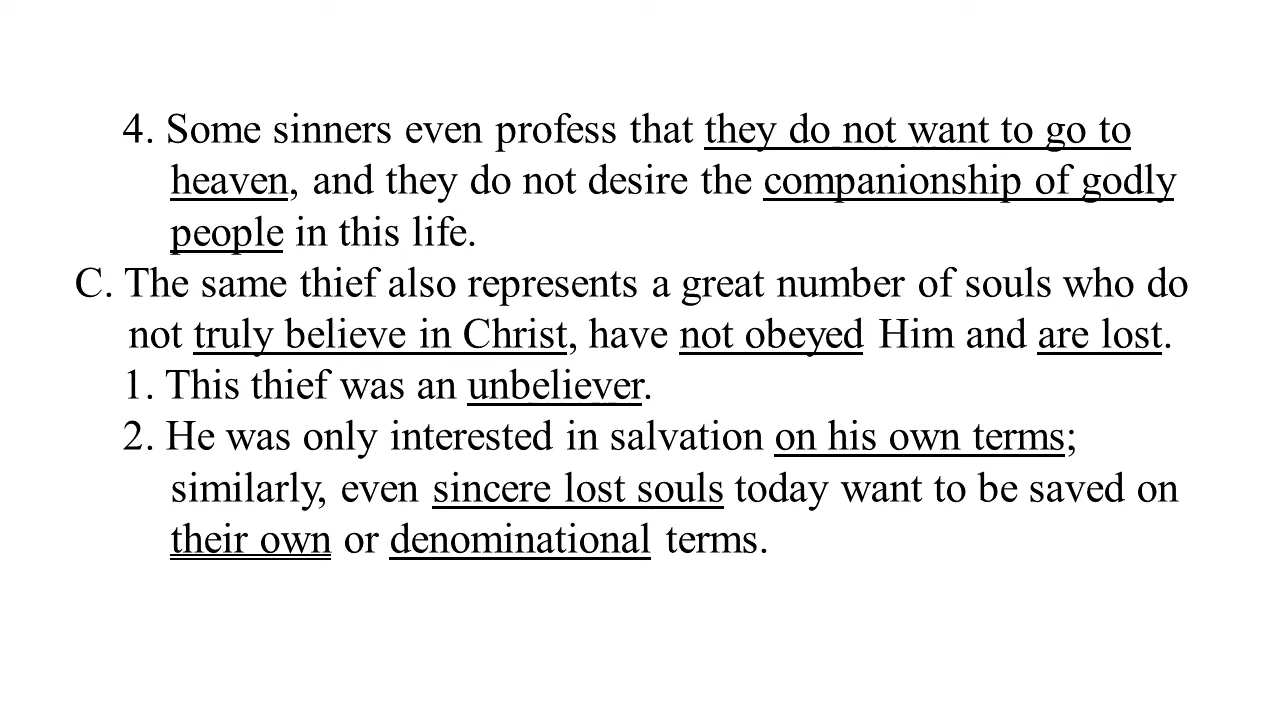 4. Some sinners even profess that they do not want to go to
heaven, and they do not desire the companionship of godly
people in this life.
C. The same thief also represents a great number of souls who do
not truly believe in Christ, have not obeyed Him and are lost.
1. This thief was an unbeliever.
2. He was only interested in salvation on his own terms;
similarly, even sincere lost souls today want to be saved on
their own or denominational terms.